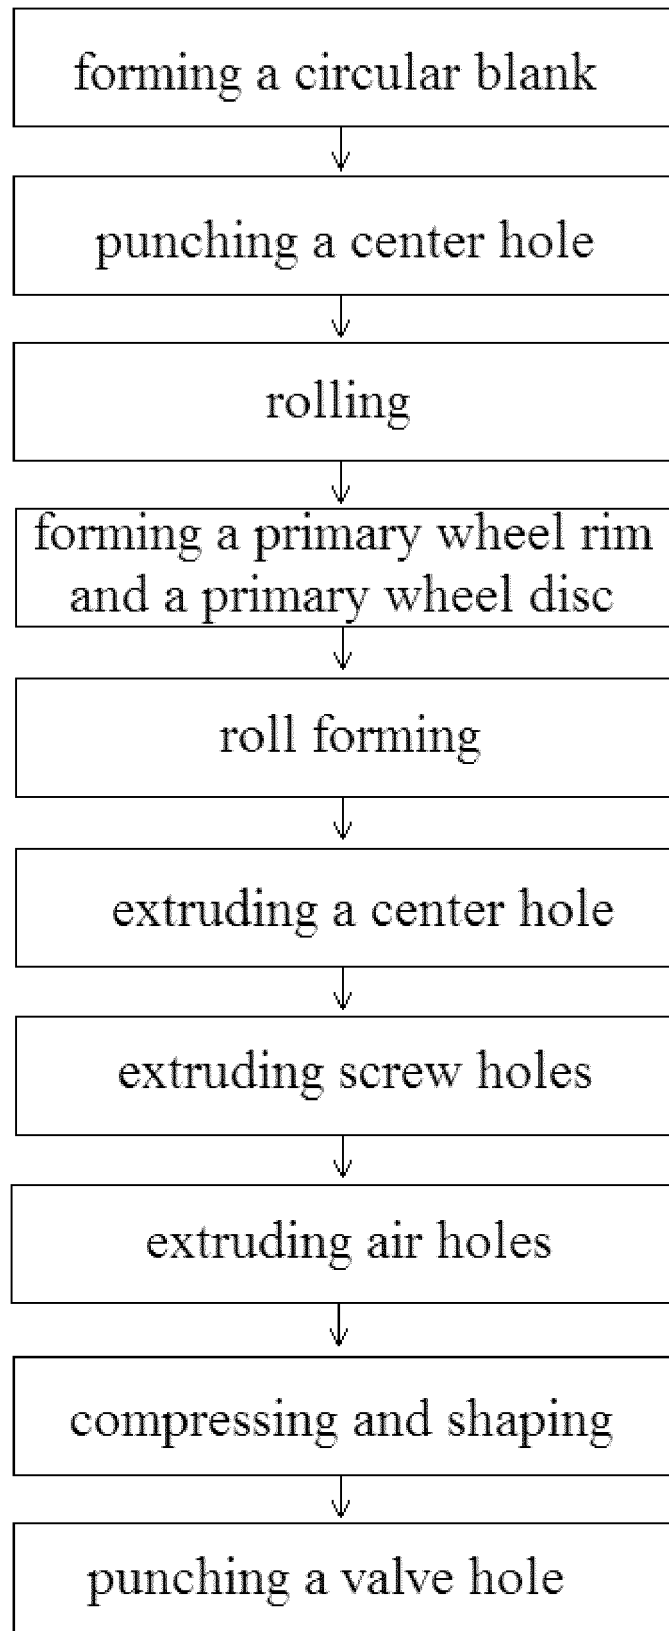 forming a circular blank
punching a center hole
rolling
forming a primary wheel rim
and a primary wheel disc
roll forming
extruding a center hole
extruding screw holes
extruding air holes
compressing and shaping
punching a valve hole